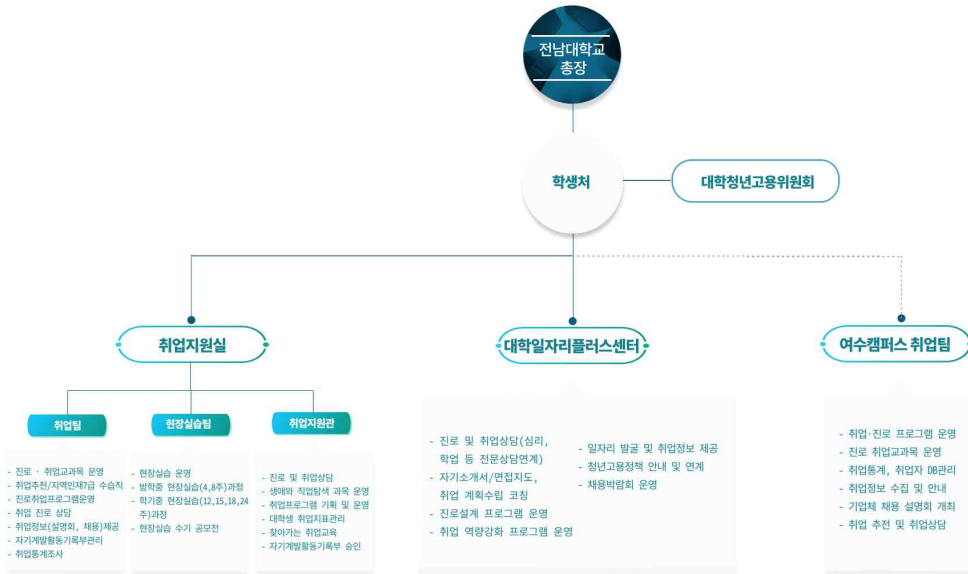 전남대학교
총장
학생처
대학청년고용위원회
취업지원실
대학일자리플러스센터
여수캠퍼스 취업팀
취업팀
현장실습팀
취업지원관
- 진로 · 취업교과목 운영
- 취업추천/지역인재7급 수습직
- 진로취업프로그램운영
- 취업 진로 상담
- 취업정보(설명회, 채용)제공
- 자기계발활동기록부관리
- 취업통계조사
- 현장실습 운영
- 방학중 현장실습(4,8주)과정
- 학기중 현장실습(12,15,18,24
주)과정
- 현장실습 수기 공모전
- 진로 및 취업상담
- 생애와 직업탐색 과목 운영
- 취업프로그램 기획 및 운영
- 대학생 취업지표관리
- 찾아가는 취업교육
- 자기계발활동기록부 승인
- 진로 및 취업상담(심리,
학업 등 전문상담연계)
- 자기소개서/면접지도,
취업 계획수립 코칭
- 진로설계 프로그램 운영
- 취업 역량강화 프로그램 운영
- 일자리 발굴 및 취업정보 제공
- 청년고용정책 안내 및 연계
- 채용박람회 운영
- 취업·진로 프로그램 운영
- 진로 취업교과목 운영
- 취업통계, 취업자 DB관리
- 취업정보 수집 및 안내
- 기업체 채용 설명회 개최
- 취업 추전 및 취업상담